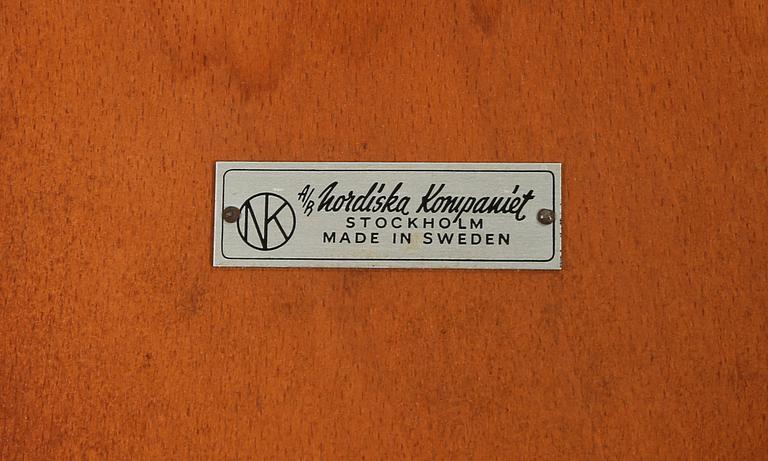 NK
A/B Nordiska Kompaniet
STOCKHOLM
MADE IN SWEDEN